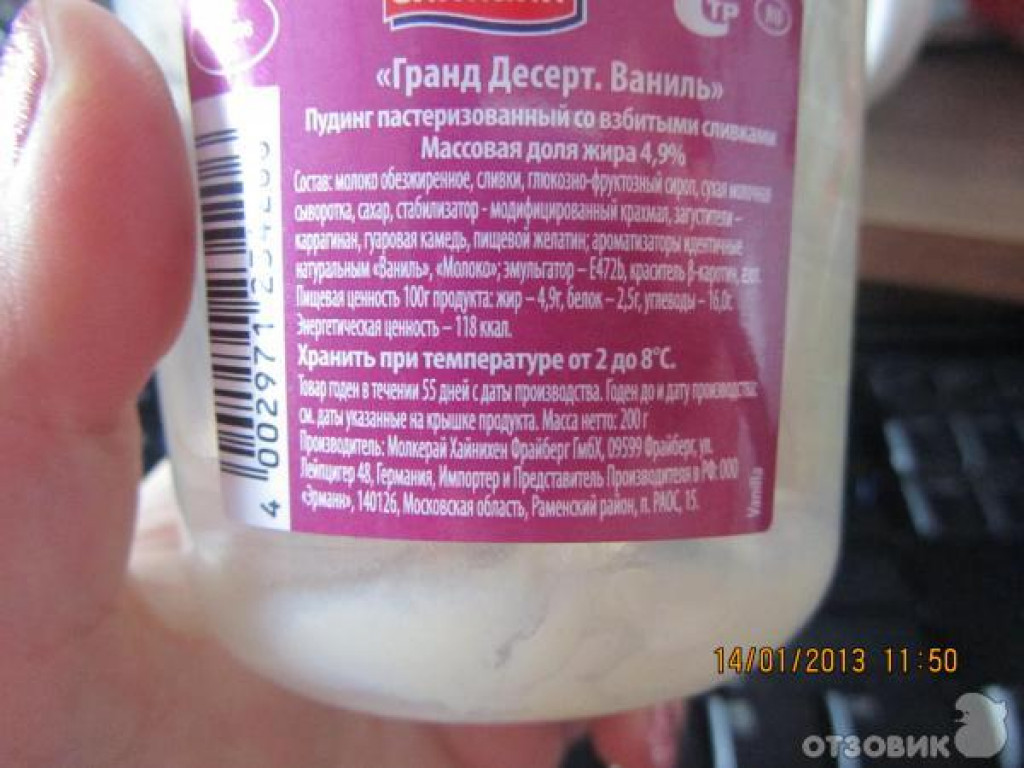 ТР
«Гранд Десерт. Ваниль»
Пудинг пастеризованный со взбитыми сливками
Массовая доля жира 4,9%
Состав: молоко обезжиренное, сливки, глюкозно-фруктозный сироп, сухая молочная
сыворотка, сахар, стабилизатор - модифицированный крахмал, загустители -
каррагинан, гуаровая камедь, пищевой желатин; ароматизаторы идентичные
натуральным «Ваниль», «Молоко»; эмульгатор – E472b, краситель β-каротин, азот.
Пищевая ценность 100г продукта: жир – 4,9г, белок – 2,5г, углеводы – 16,0г.
Энергетическая ценность – 118 ккал.
Хранить при температуре от 2 до 8°С.
Товар годен в течении 55 дней с даты производства. Годен до и дату производства:
см. даты указанные на крышке продукта. Масса нетто: 200 г
Производитель: Молкерай Хайнихен Фрайберг ГмбХ, 09599 Фрайберг, ул.
Лейпцигер 48, Германия, Импортер и Представитель Производителя в РФ: ООО
«Эрманн», 140126, Московская область, Раменский район, п. РАОС, 15.
Vanilla
4 002971 254203
14/01/2013 11:50
ОТЗОВИК